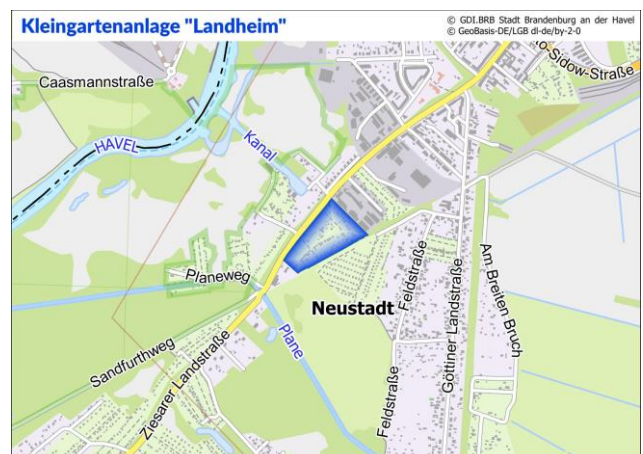 Kleingartenanlage "Landheim"
© GDI.BRB Stadt Brandenburg an der Havel
© GeoBasis-DE/LGB dl-de/by-2-0
o-Sidow-Straße
Caasmannstraße
HAVEL
Kanal
Planeweg
Neustadt
Plane
Sandfurthweg
Ziesarer Landstraße
Feldstraße
Feldstraße
Göttiner Landstraße
Am Breiten Bruch